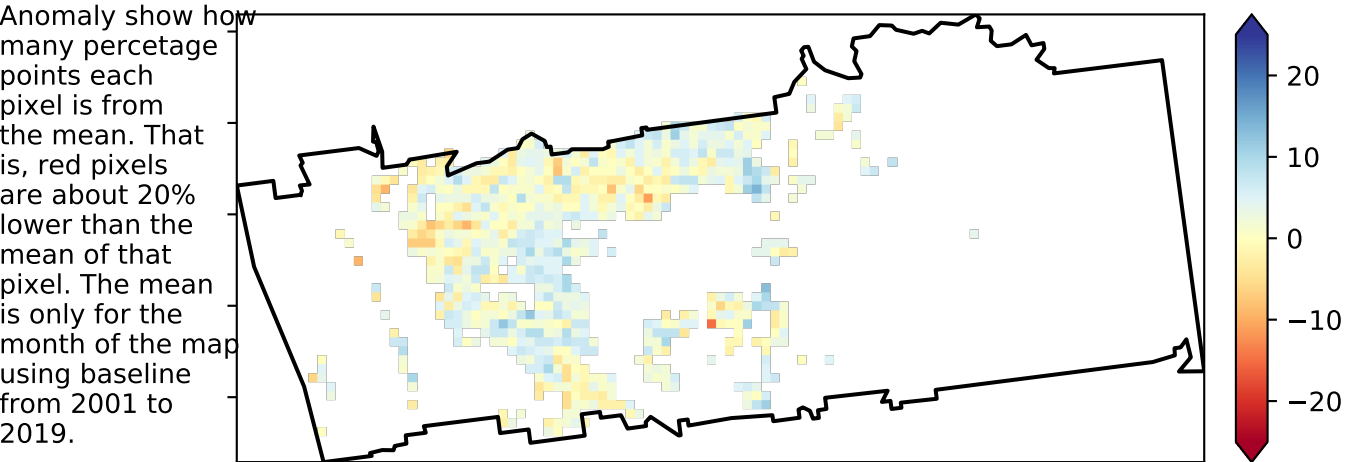 Anomaly show how
many percetage
points each
pixel is from
the mean. That
is, red pixels
are about 20%
lower than the
mean of that
pixel. The mean
is only for the
month of the map
using baseline
from 2001 to
2019.
20
10
0
−10
−20